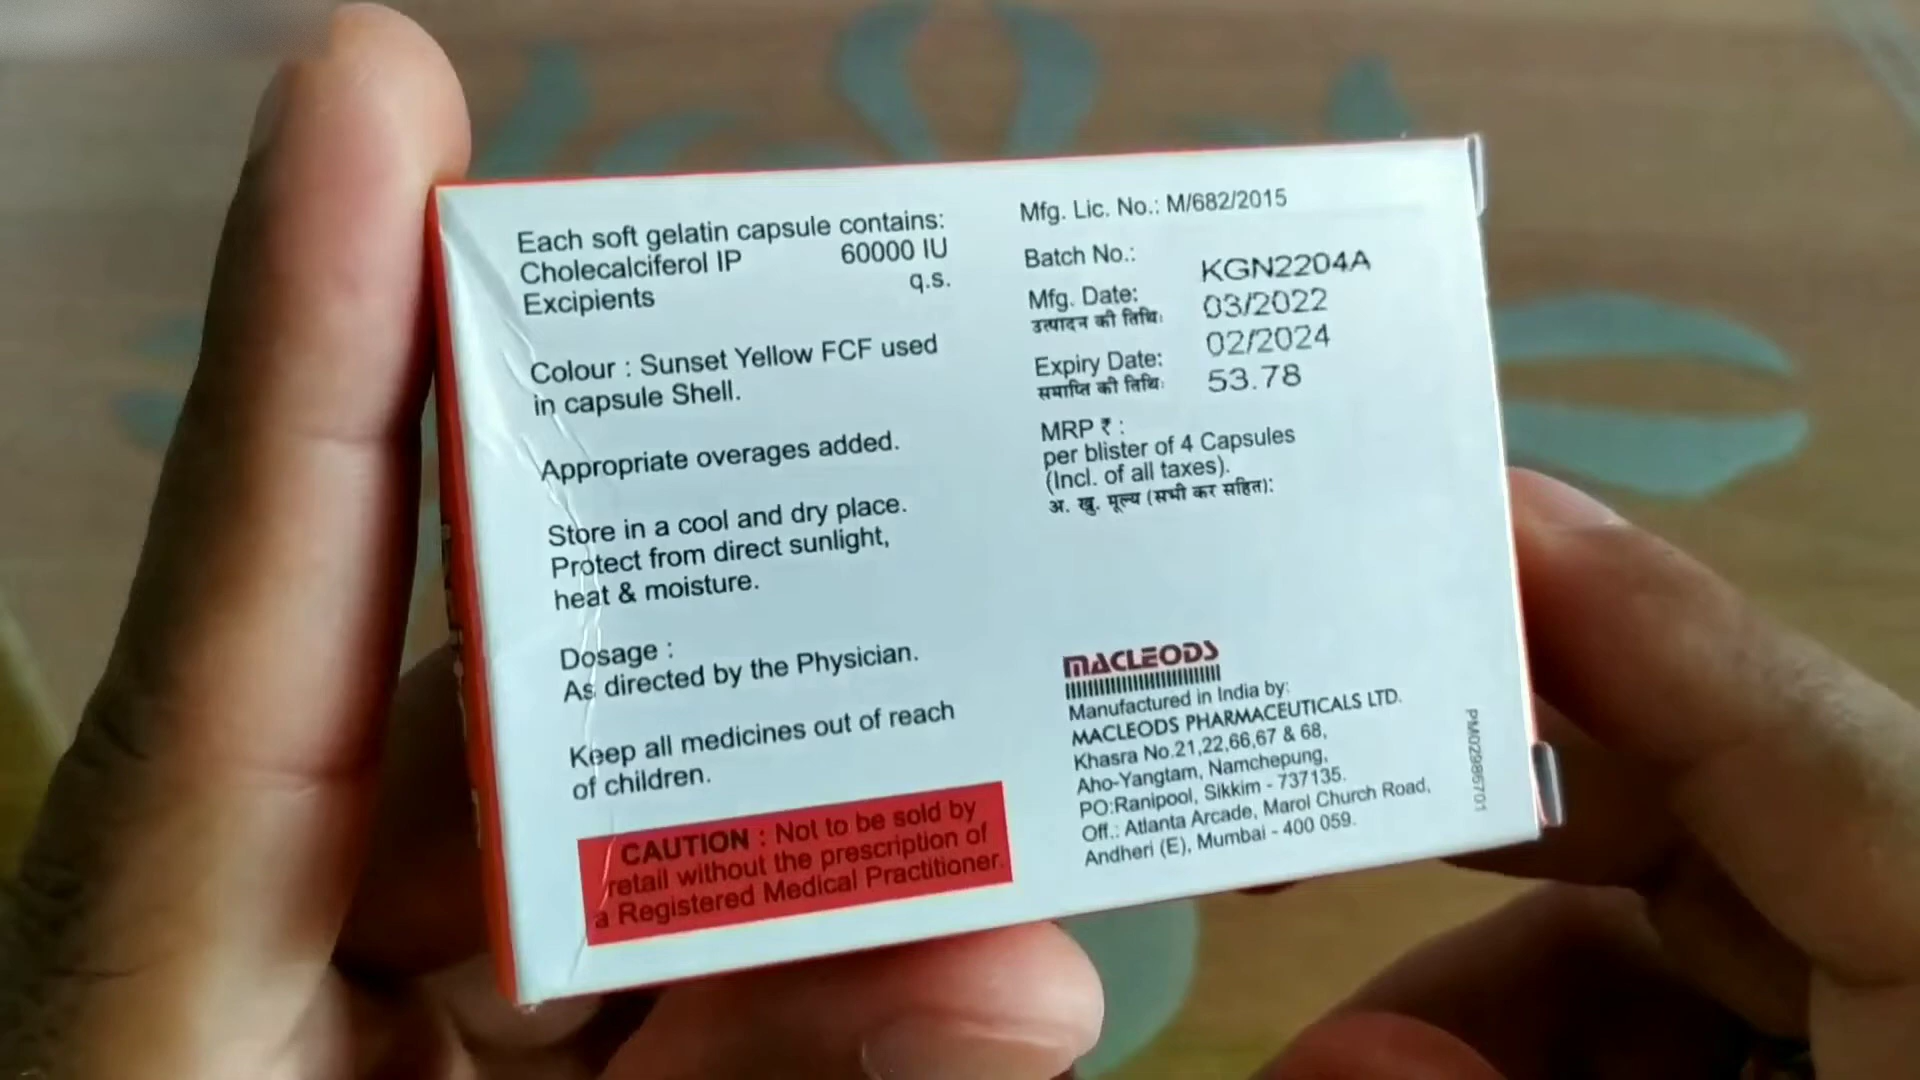 Each soft gelatin capsule contains:
Cholecalciferol IP 60000 IU
Excipients q.s.
Colour : Sunset Yellow FCF used
in capsule Shell.
Appropriate overages added.
Store in a cool and dry place.
Protect from direct sunlight,
heat & moisture.
Dosage :
As directed by the Physician.
Keep all medicines out of reach
of children.
CAUTION : Not to be sold by
retail without the prescription of
a Registered Medical Practitioner.
Mfg. Lic. No.: M/682/2015
Batch No.: KGN2204A
Mfg. Date: 03/2022
उत्पादन की तिथि:
Expiry Date: 02/2024
समाप्ति की तिथि:
53.78
MRP ₹ :
per blister of 4 Capsules
(Incl. of all taxes).
अ. खु. मूल्य (सभी कर सहित):
MACLEODS
Manufactured in India by:
MACLEODS PHARMACEUTICALS LTD.
Khasra No.21,22,66,67 & 68,
Aho-Yangtam, Namchepung,
PO:Ranipool, Sikkim - 737135.
Off.: Atlanta Arcade, Marol Church Road,
Andheri (E), Mumbai - 400 059.
PM02985701